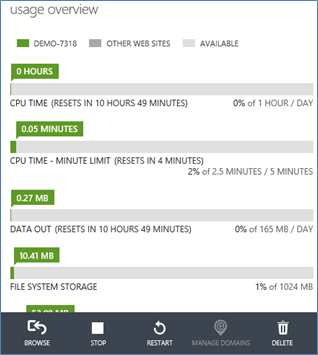 usage overview
DEMO-7318 OTHER WEB SITES AVAILABLE
0 HOURS
CPU TIME (RESETS IN 10 HOURS 49 MINUTES) 0% of 1 HOUR / DAY
0.05 MINUTES
CPU TIME - MINUTE LIMIT (RESETS IN 4 MINUTES)
2% of 2.5 MINUTES / 5 MINUTES
0.27 MB
DATA OUT (RESETS IN 10 HOURS 49 MINUTES) 0% of 165 MB / DAY
10.41 MB
FILE SYSTEM STORAGE 1% of 1024 MB
BROWSE STOP RESTART MANAGE DOMAINS DELETE